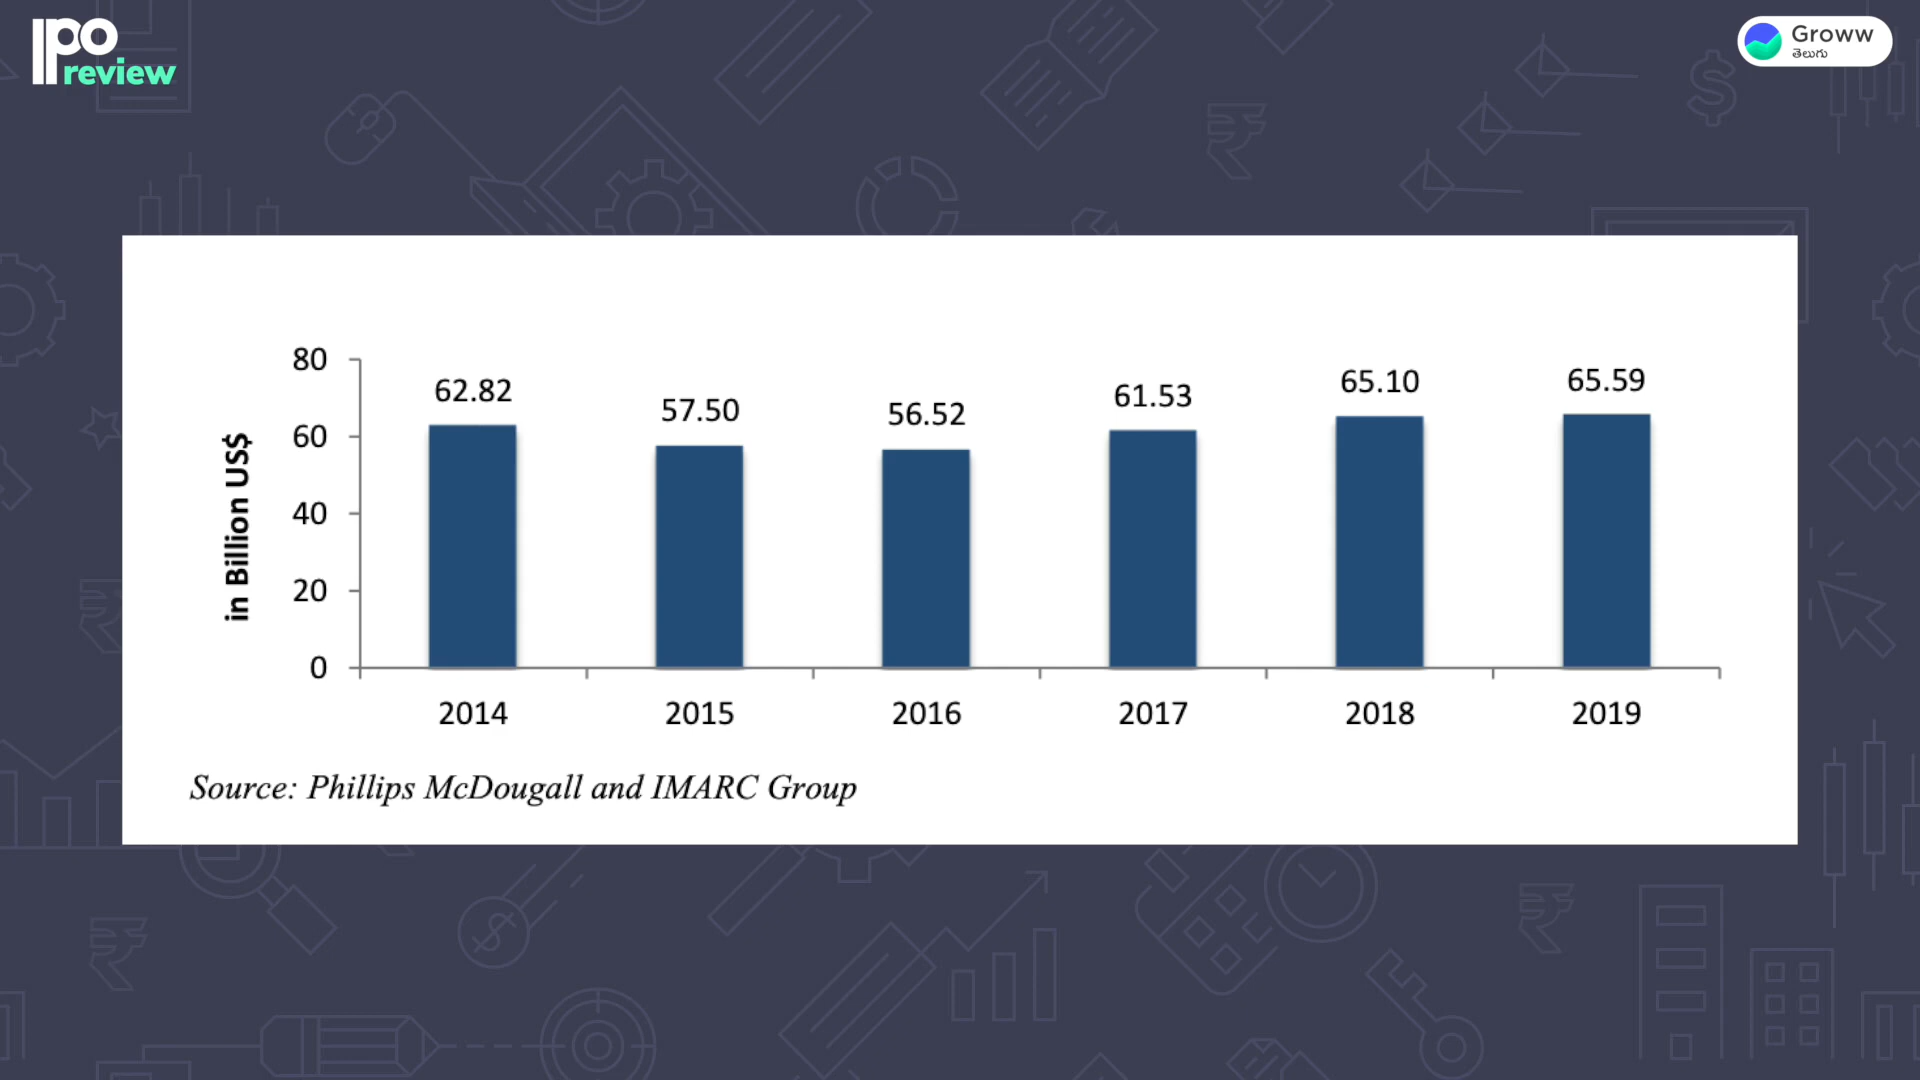 IPO
review
Groww
తెలుగు
80
60
40
20
0
in Billion US$
62.82
57.50
56.52
61.53
65.10
65.59
2014
2015
2016
2017
2018
2019
Source: Phillips McDougall and IMARC Group